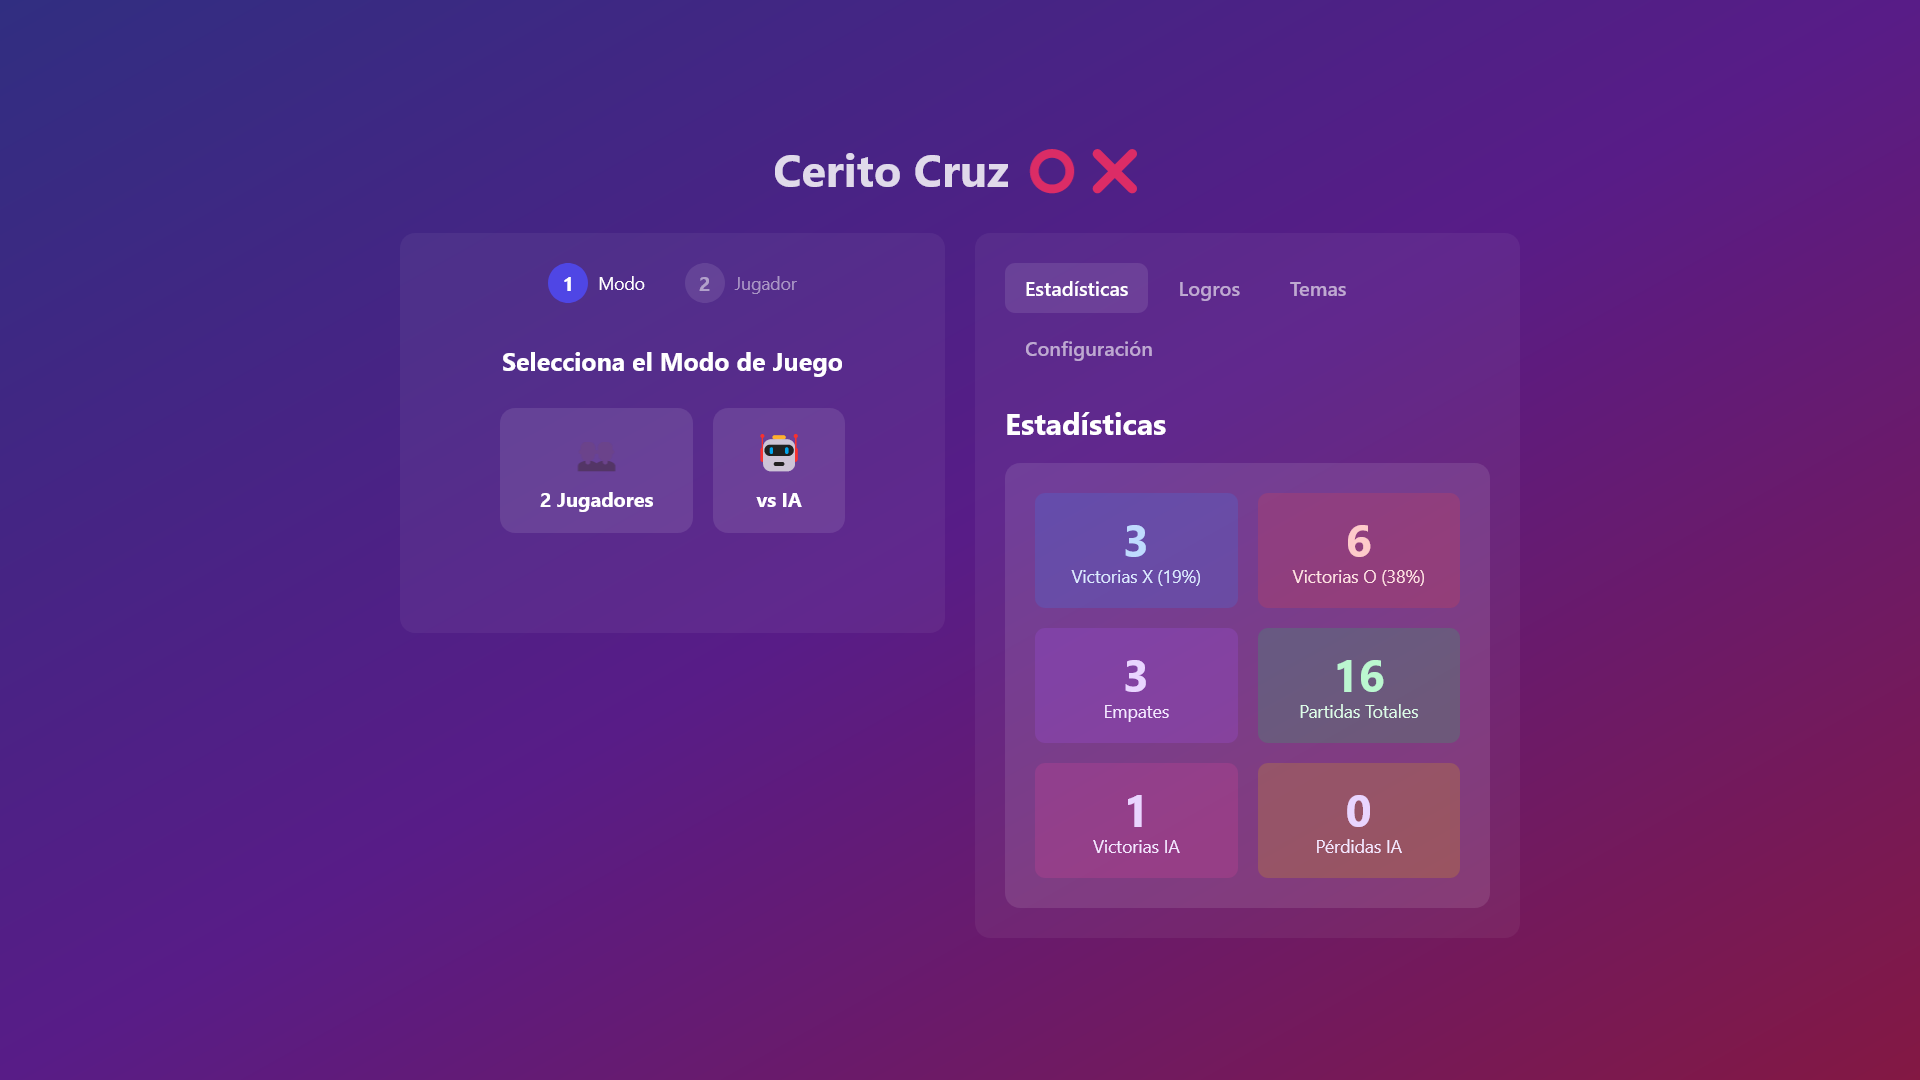 Cerito Cruz ⭕ ❌
1 Modo 2 Jugador
Selecciona el Modo de Juego
2 Jugadores
vs IA
Estadísticas Logros Temas
Configuración
Estadísticas
3
Victorias X (19%)
6
Victorias O (38%)
3
Empates
16
Partidas Totales
1
Victorias IA
0
Pérdidas IA